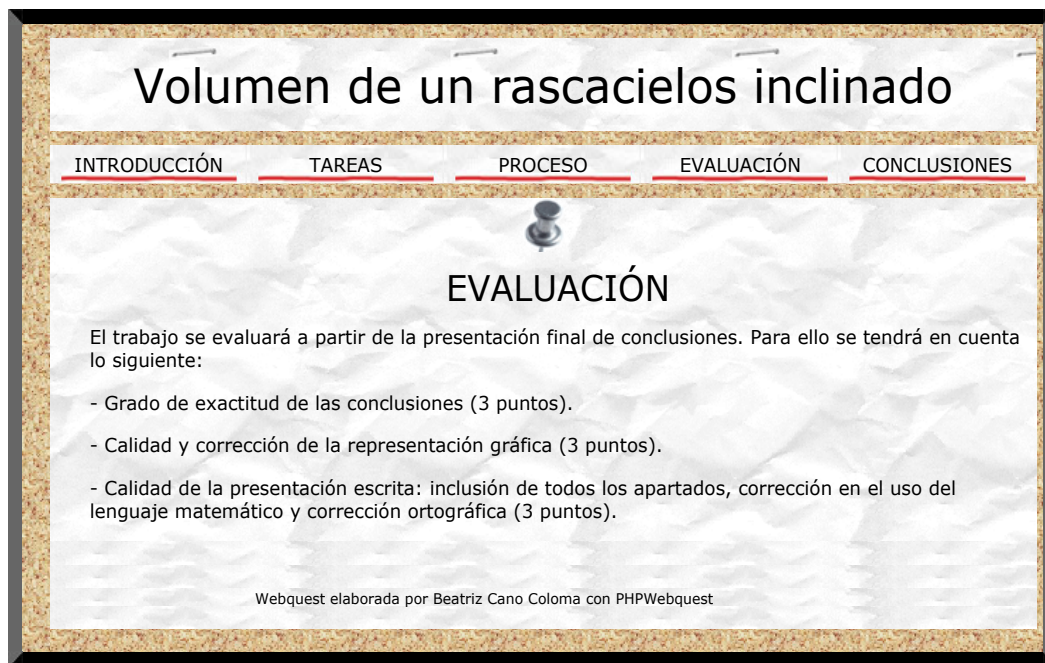 Volumen de un rascacielos inclinado
INTRODUCCIÓN TAREAS PROCESO EVALUACIÓN CONCLUSIONES
EVALUACIÓN
El trabajo se evaluará a partir de la presentación final de conclusiones. Para ello se tendrá en cuenta
lo siguiente:
- Grado de exactitud de las conclusiones (3 puntos).
- Calidad y corrección de la representación gráfica (3 puntos).
- Calidad de la presentación escrita: inclusión de todos los apartados, corrección en el uso del
lenguaje matemático y corrección ortográfica (3 puntos).
Webquest elaborada por Beatriz Cano Coloma con PHPWebquest